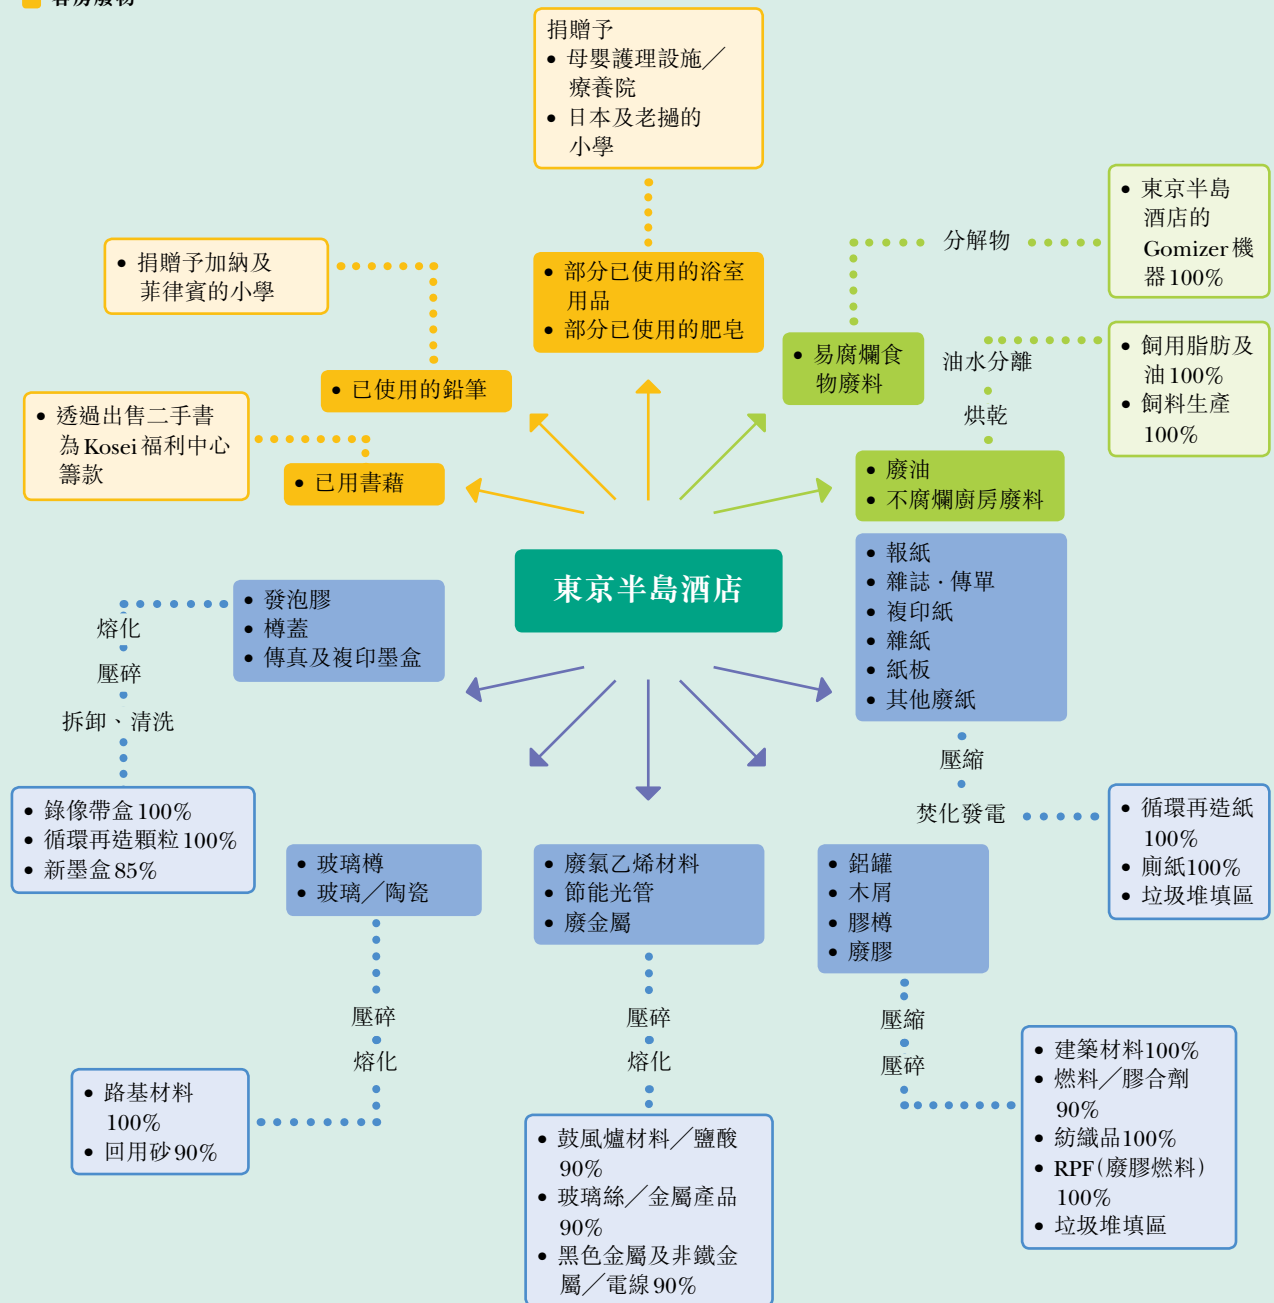 捐贈予
• 母嬰護理設施／
療養院
• 日本及老撾的
小學
• 部分已使用的浴室
用品
• 部分已使用的肥皂
• 捐贈予加納及
菲律賓的小學
• 已使用的鉛筆
• 透過出售二手書
為 Kosei 福利中心
籌款
• 已用書藉
• 東京半島
酒店的
Gomizer 機
器 100%
分解物
• 易腐爛食
物廢料
• 飼用脂肪及
油 100%
• 飼料生產
100%
油水分離
烘乾
• 廢油
• 不腐爛廚房廢料
東京半島酒店
• 發泡膠
• 樽蓋
• 傳真及複印墨盒
熔化
壓碎
拆卸、清洗
• 錄像帶盒 100%
• 循環再造顆粒 100%
• 新墨盒 85%
• 報紙
• 雜誌．傳單
• 複印紙
• 雜紙
• 紙板
• 其他廢紙
壓縮
焚化發電
• 循環再造紙
100%
• 廁紙100%
• 垃圾堆填區
• 玻璃樽
• 玻璃／陶瓷
壓碎
熔化
• 路基材料
100%
• 回用砂 90%
• 廢氯乙烯材料
• 節能光管
• 廢金屬
壓碎
熔化
• 鼓風爐材料／鹽酸
90%
• 玻璃絲／金屬產品
90%
• 黑色金屬及非鐵金
屬／電線 90%
• 鋁罐
• 木屑
• 膠樽
• 廢膠
壓縮
壓碎
• 建築材料100%
• 燃料／膠合劑
90%
• 紡織品100%
• RPF（廢膠燃料）
100%
• 垃圾堆填區